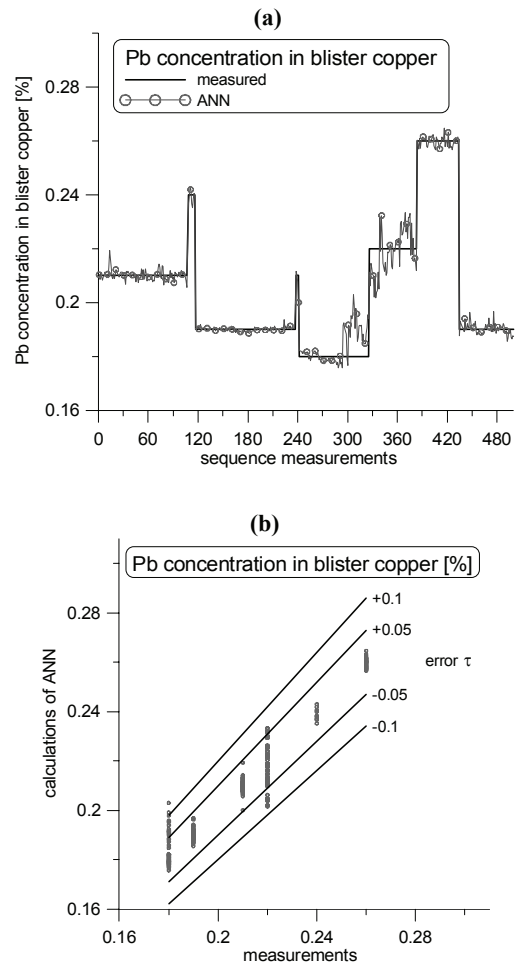 (a)
Pb concentration in blister copper
measured
ANN
Pb concentration in blister copper [%]
0.28
0.24
0.2
0.16
0 60 120 180 240 300 360 420 480
sequence measurements
(b)
Pb concentration in blister copper [%]
calculations of ANN
0.28
0.24
0.2
0.16
+0.1
+0.05
error τ
-0.05
-0.1
0.16 0.2 0.24 0.28
measurements